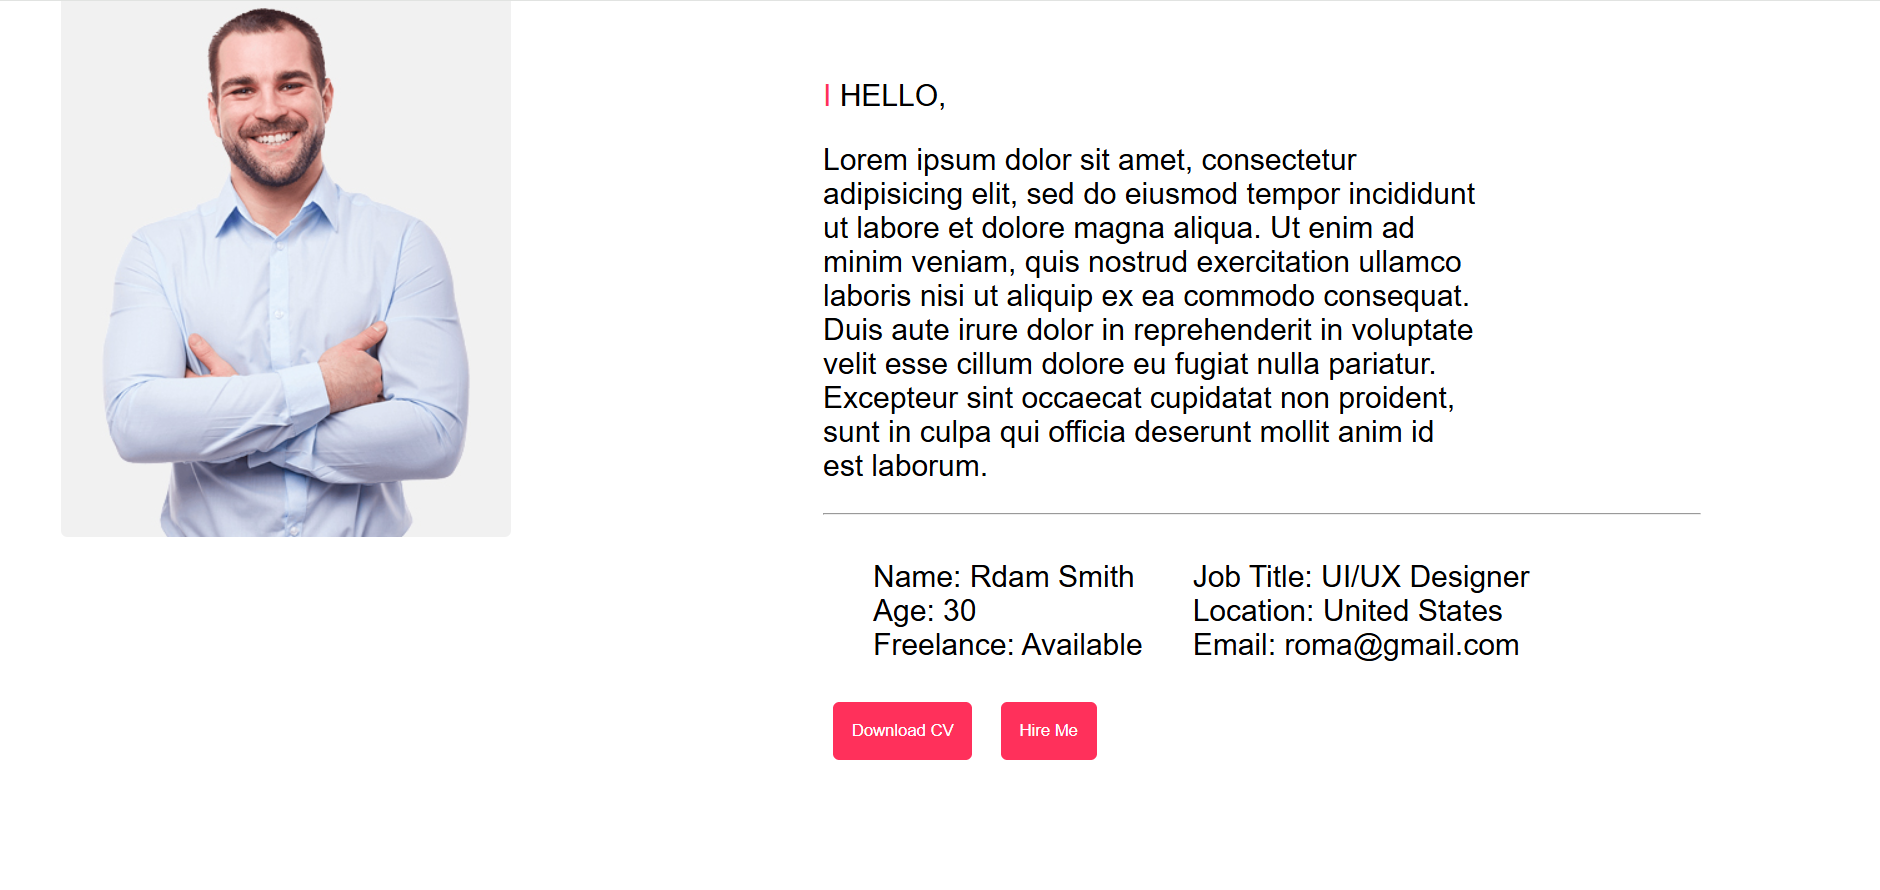 I HELLO,
Lorem ipsum dolor sit amet, consectetur
adipisicing elit, sed do eiusmod tempor incididunt
ut labore et dolore magna aliqua. Ut enim ad
minim veniam, quis nostrud exercitation ullamco
laboris nisi ut aliquip ex ea commodo consequat.
Duis aute irure dolor in reprehenderit in voluptate
velit esse cillum dolore eu fugiat nulla pariatur.
Excepteur sint occaecat cupidatat non proident,
sunt in culpa qui officia deserunt mollit anim id
est laborum.
Name: Rdam Smith
Age: 30
Freelance: Available
Job Title: UI/UX Designer
Location: United States
Email: roma@gmail.com
Download CV
Hire Me